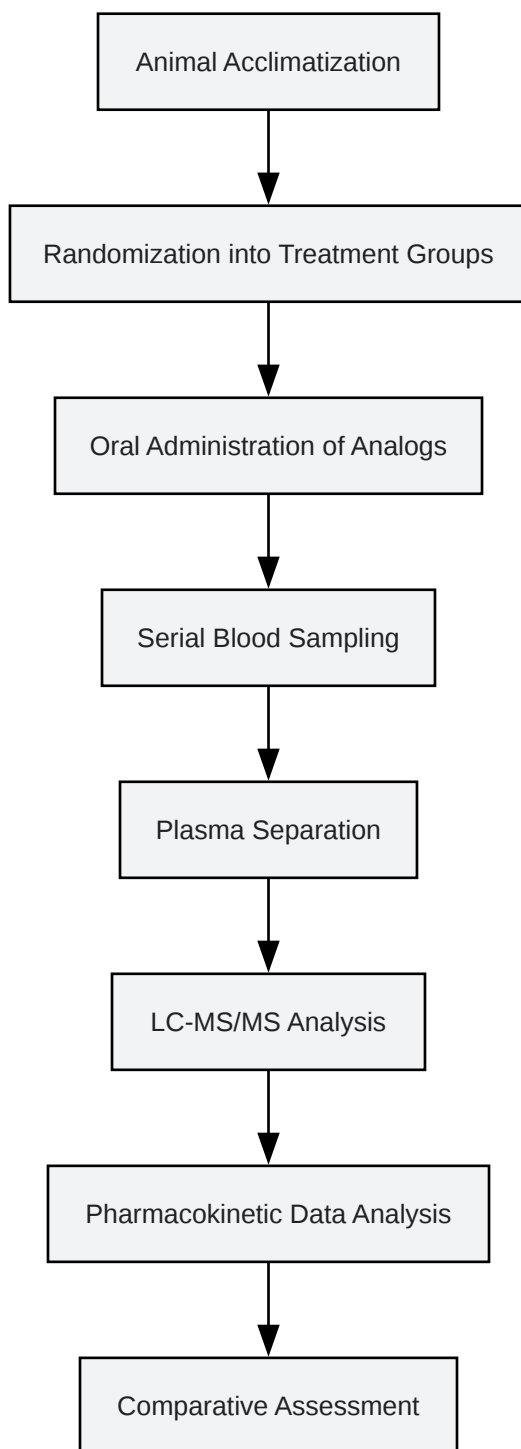 Animal Acclimatization
Randomization into Treatment Groups
Oral Administration of Analogs
Serial Blood Sampling
Plasma Separation
LC-MS/MS Analysis
Pharmacokinetic Data Analysis
Comparative Assessment